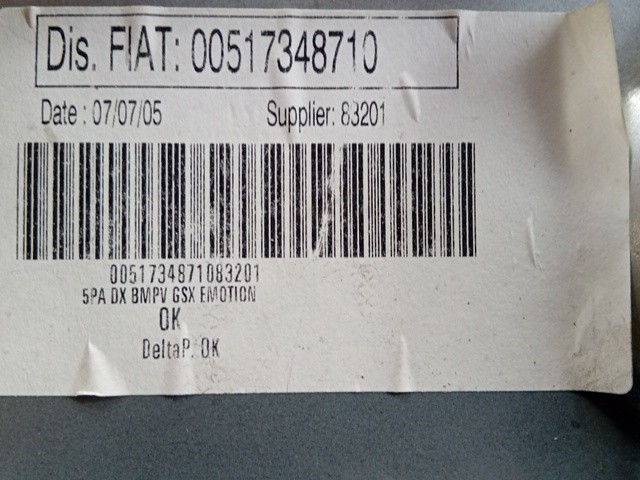 Dis. FIAT: 00517348710
Date : 07/07/05 Supplier: 83201
0051734871083201
5PA DX BMPV GSX EMOTION
OK
DeltaP. OK